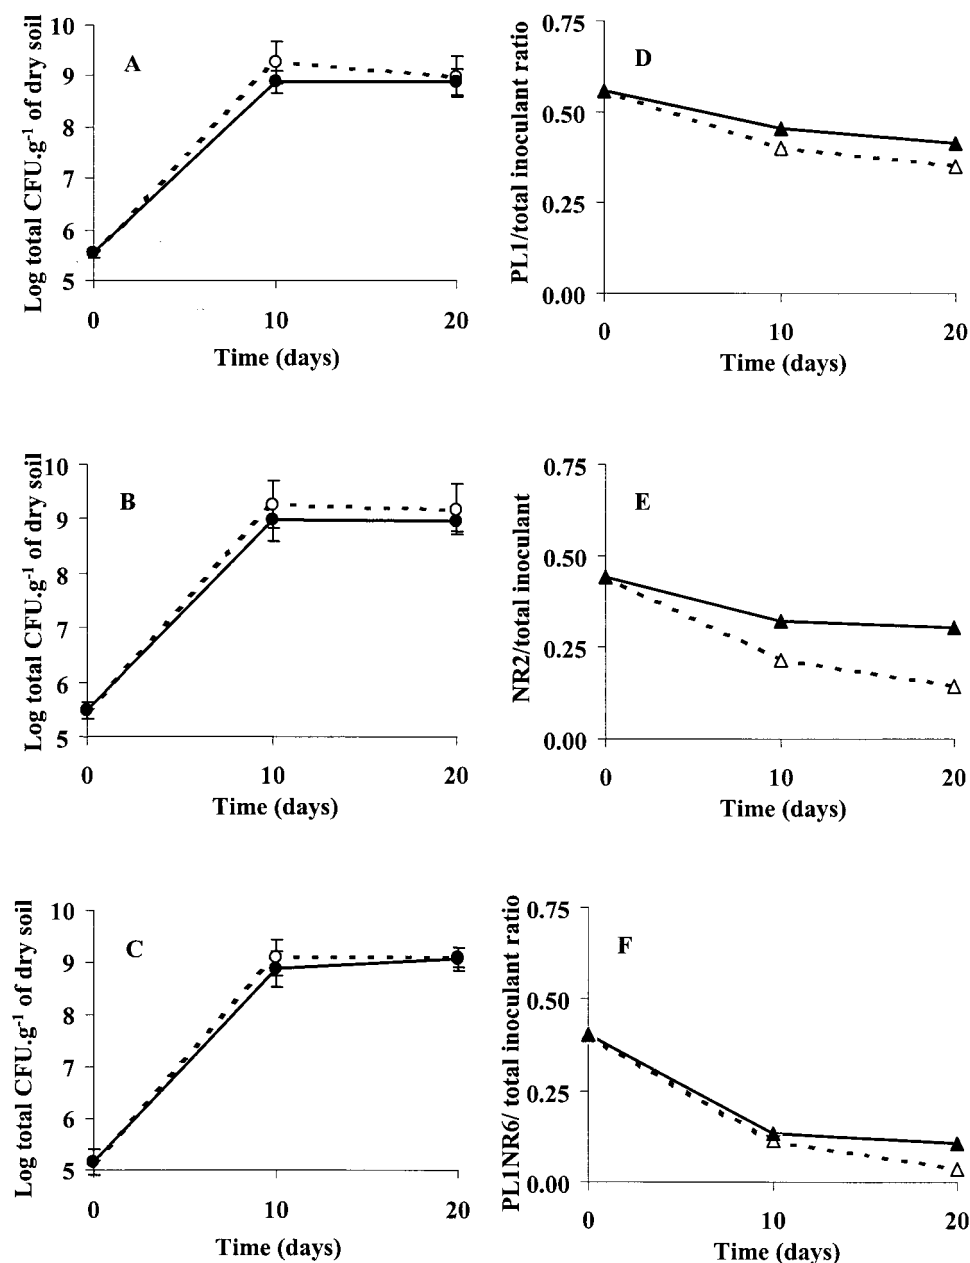 Log total CFU.g⁻¹ of dry soil
10
9
8
7
6
5
A
0
10
20
Time (days)
PL1/total inoculant ratio
0.75
0.50
0.25
0.00
D
0
10
20
Time (days)
Log total CFU.g⁻¹ of dry soil
10
9
8
7
6
5
B
0
10
20
Time (days)
NR2/total inoculant
0.75
0.50
0.25
0.00
E
0
10
20
Time (days)
Log total CFU.g⁻¹ of dry soil
10
9
8
7
6
5
C
0
10
20
Time (days)
PL1NR6/ total inoculant ratio
0.75
0.50
0.25
0.00
F
0
10
20
Time (days)